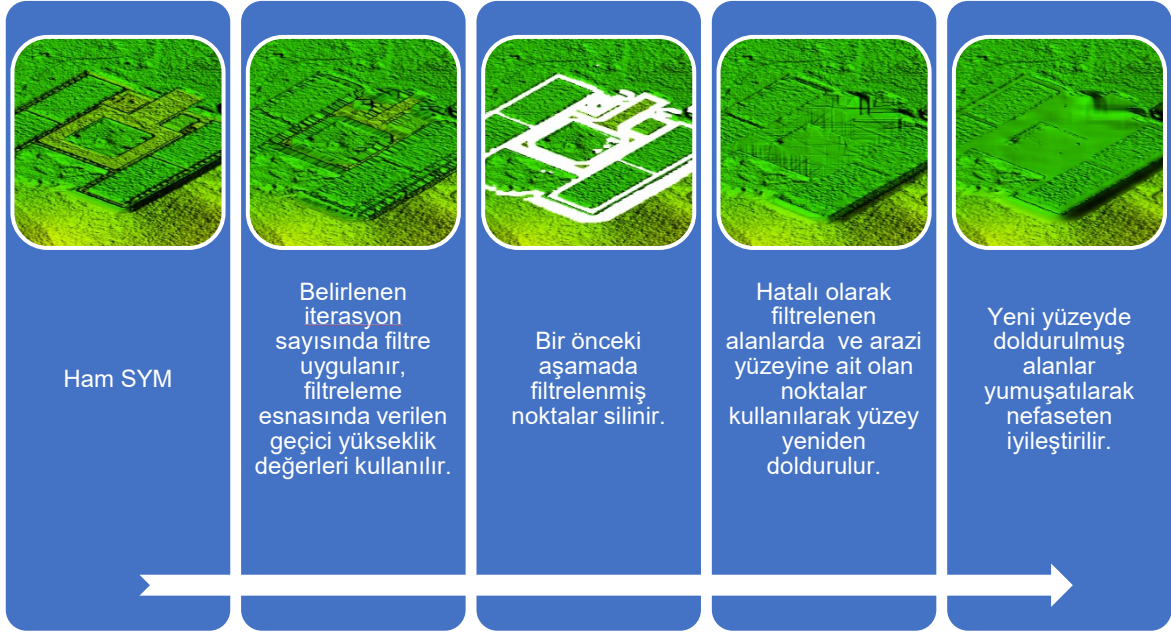 Ham SYM
Belirlenen
iterasyon
sayısında filtre
uygulanır,
filtreleme
esnasında verilen
geçici yükseklik
değerleri kullanılır.
Bir önceki
aşamada
filtrelenmiş
noktalar silinir.
Hatalı olarak
filtrelenen
alanlarda  ve arazi
yüzeyine ait olan
noktalar
kullanılarak yüzey
yeniden
doldurulur.
Yeni yüzeyde
doldurulmuş
alanlar
yumuşatılarak
nefaseten
iyileştirilir.